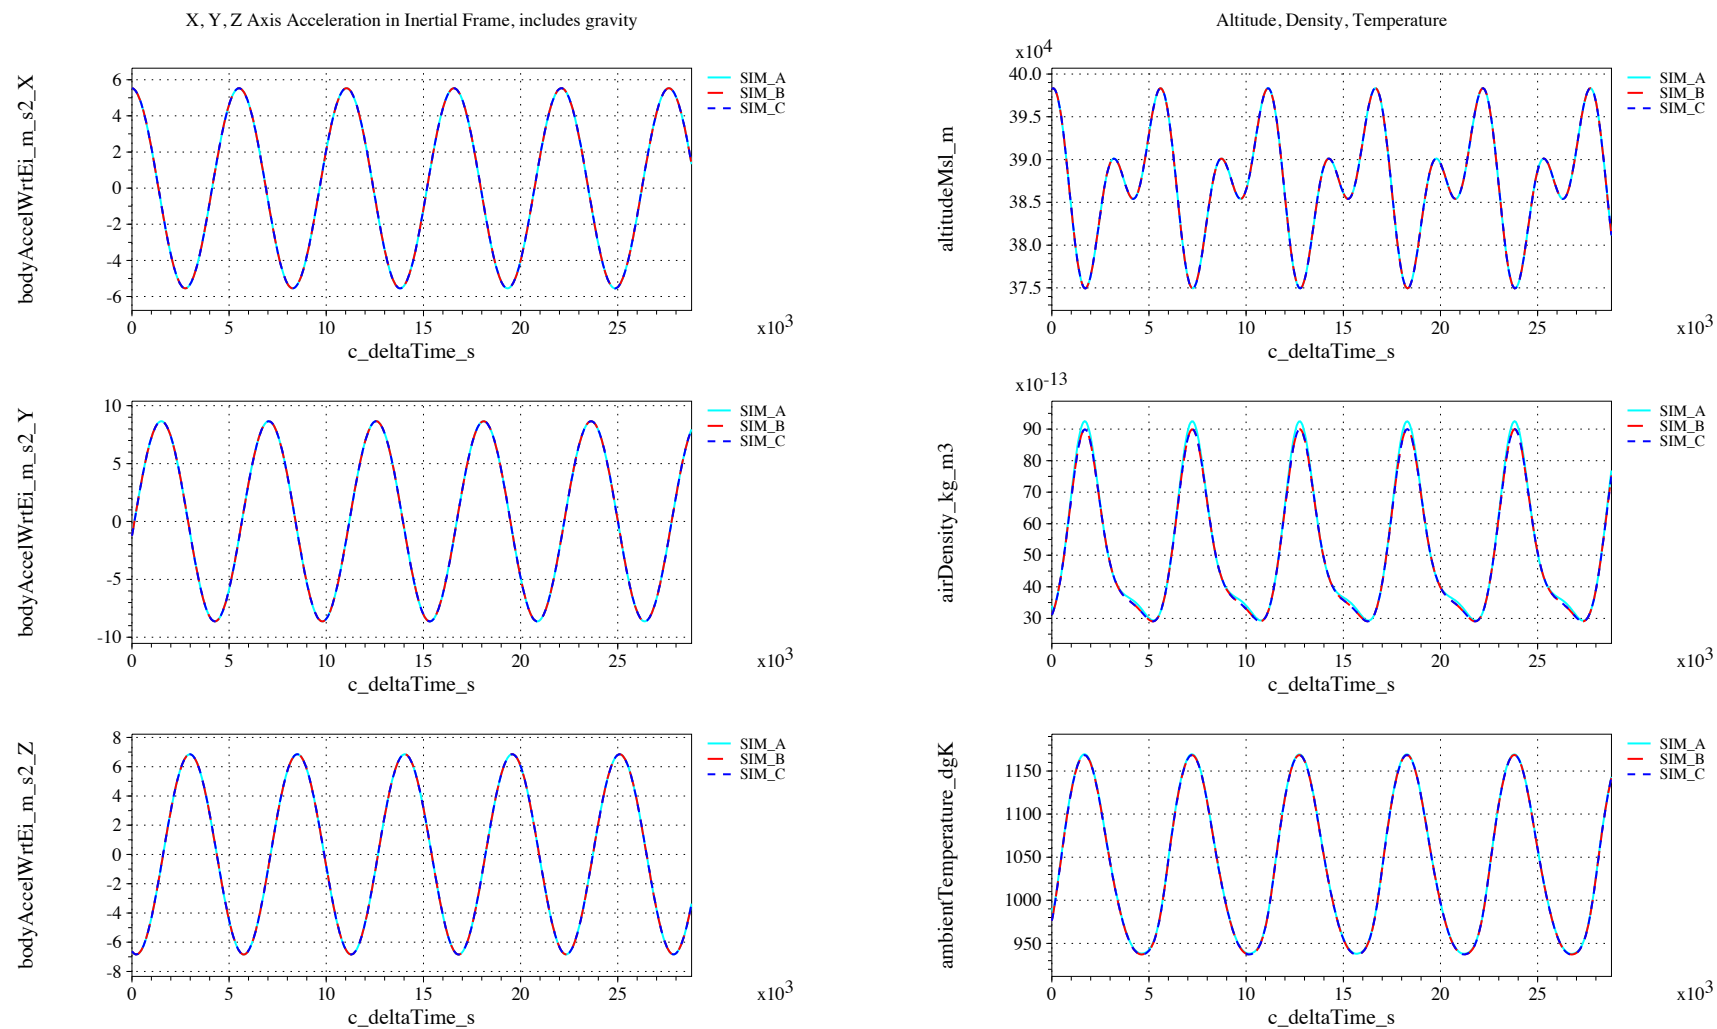 X, Y, Z Axis Acceleration in Inertial Frame, includes gravity
bodyAccelWrtEi_m_s2_X
6
4
2
0
-2
-4
-6
0 5 10 15 20 25 x10^3
c_deltaTime_s
SIM_A
SIM_B
SIM_C
bodyAccelWrtEi_m_s2_Y
10
5
0
-5
-10
0 5 10 15 20 25 x10^3
c_deltaTime_s
SIM_A
SIM_B
SIM_C
bodyAccelWrtEi_m_s2_Z
8
6
4
2
0
-2
-4
-6
-8
0 5 10 15 20 25 x10^3
c_deltaTime_s
SIM_A
SIM_B
SIM_C
Altitude, Density, Temperature
x10^4
altitudeMsl_m
40.0
39.5
39.0
38.5
38.0
37.5
0 5 10 15 20 25 x10^3
c_deltaTime_s
SIM_A
SIM_B
SIM_C
x10^-13
airDensity_kg_m3
90
80
70
60
50
40
30
0 5 10 15 20 25 x10^3
c_deltaTime_s
SIM_A
SIM_B
SIM_C
ambientTemperature_dgK
1150
1100
1050
1000
950
0 5 10 15 20 25 x10^3
c_deltaTime_s
SIM_A
SIM_B
SIM_C